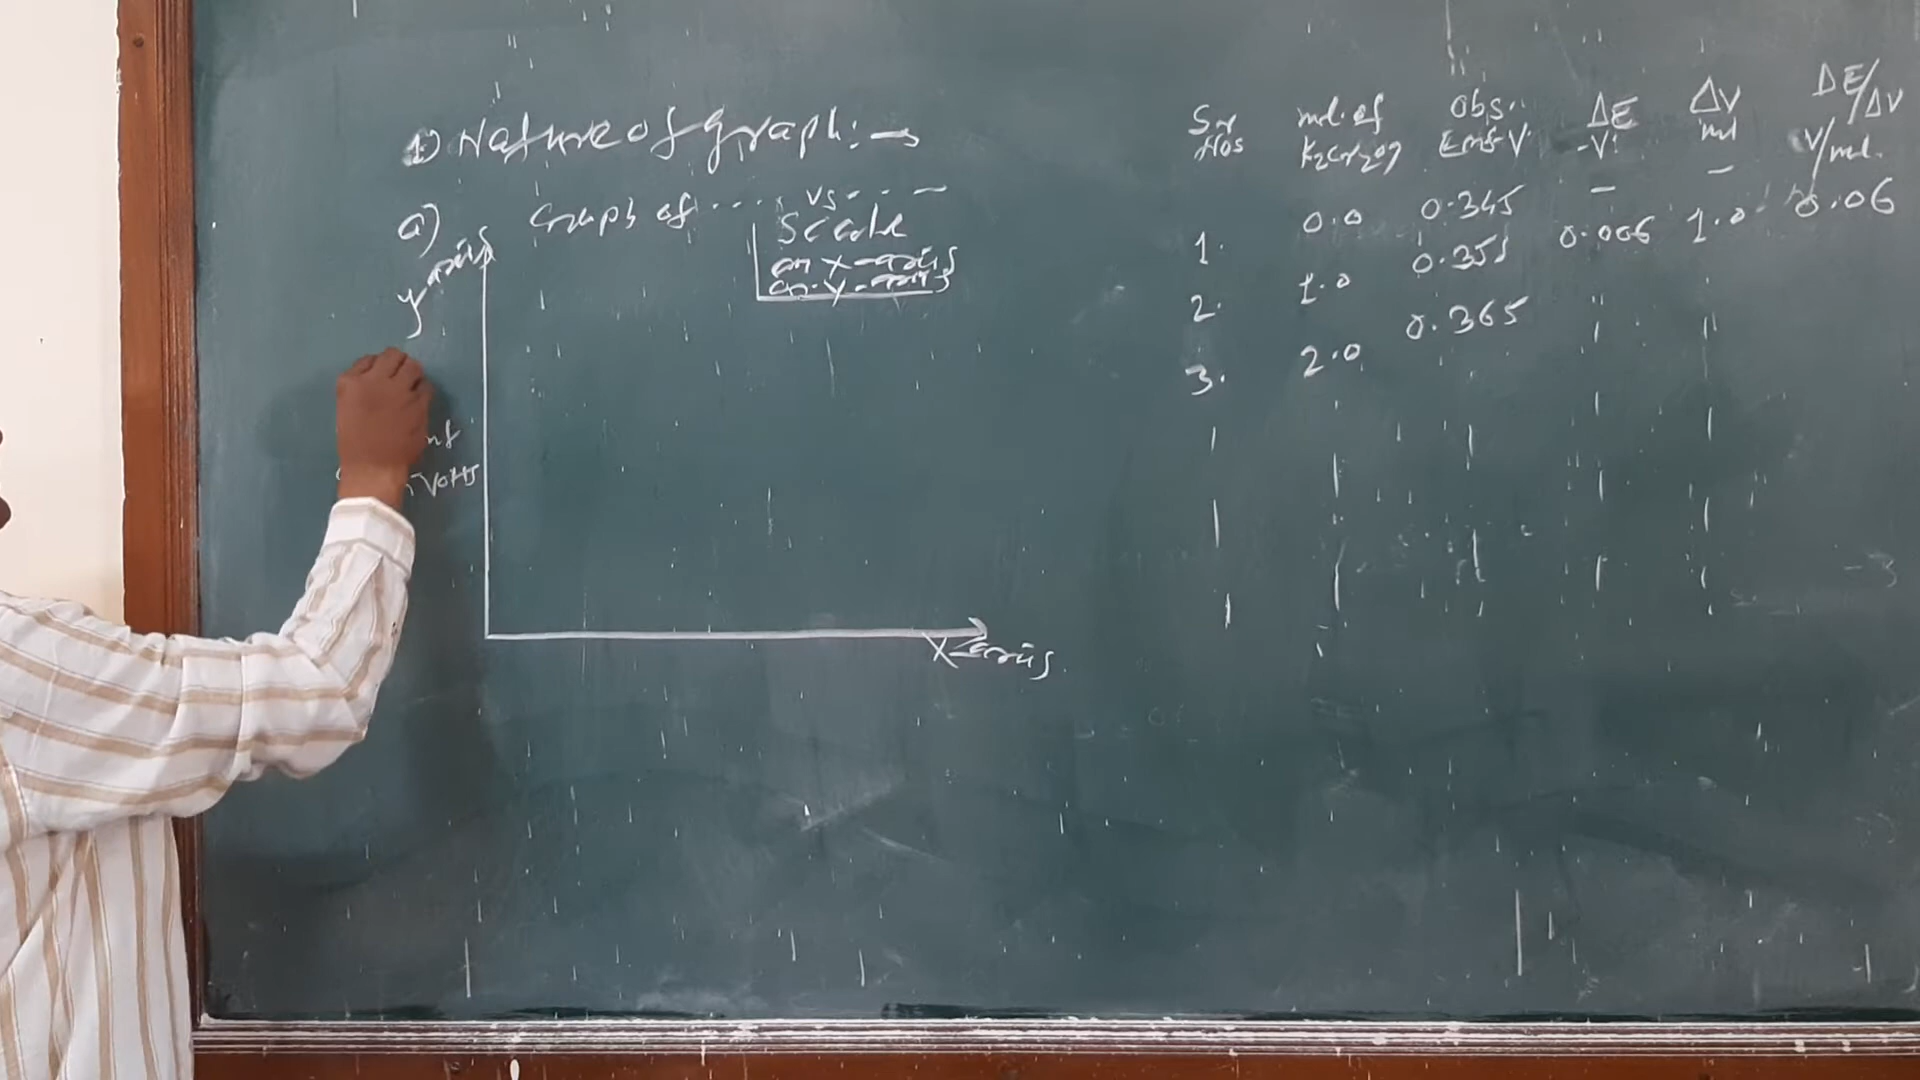 1) Nature of graph: →
a) Graph of .... vs - . . -
Scale
on x-axis
on y-axis
y axis
in Volts
X-axis
Sr Nos ml. of K2Cr2O7 Obs. Emf V ΔE V ΔV ml ΔE/ΔV V/ml.
1. 0.0 0.345 - -
2. 1.0 0.351 0.006 1.0 0.06
3. 2.0 0.365 "